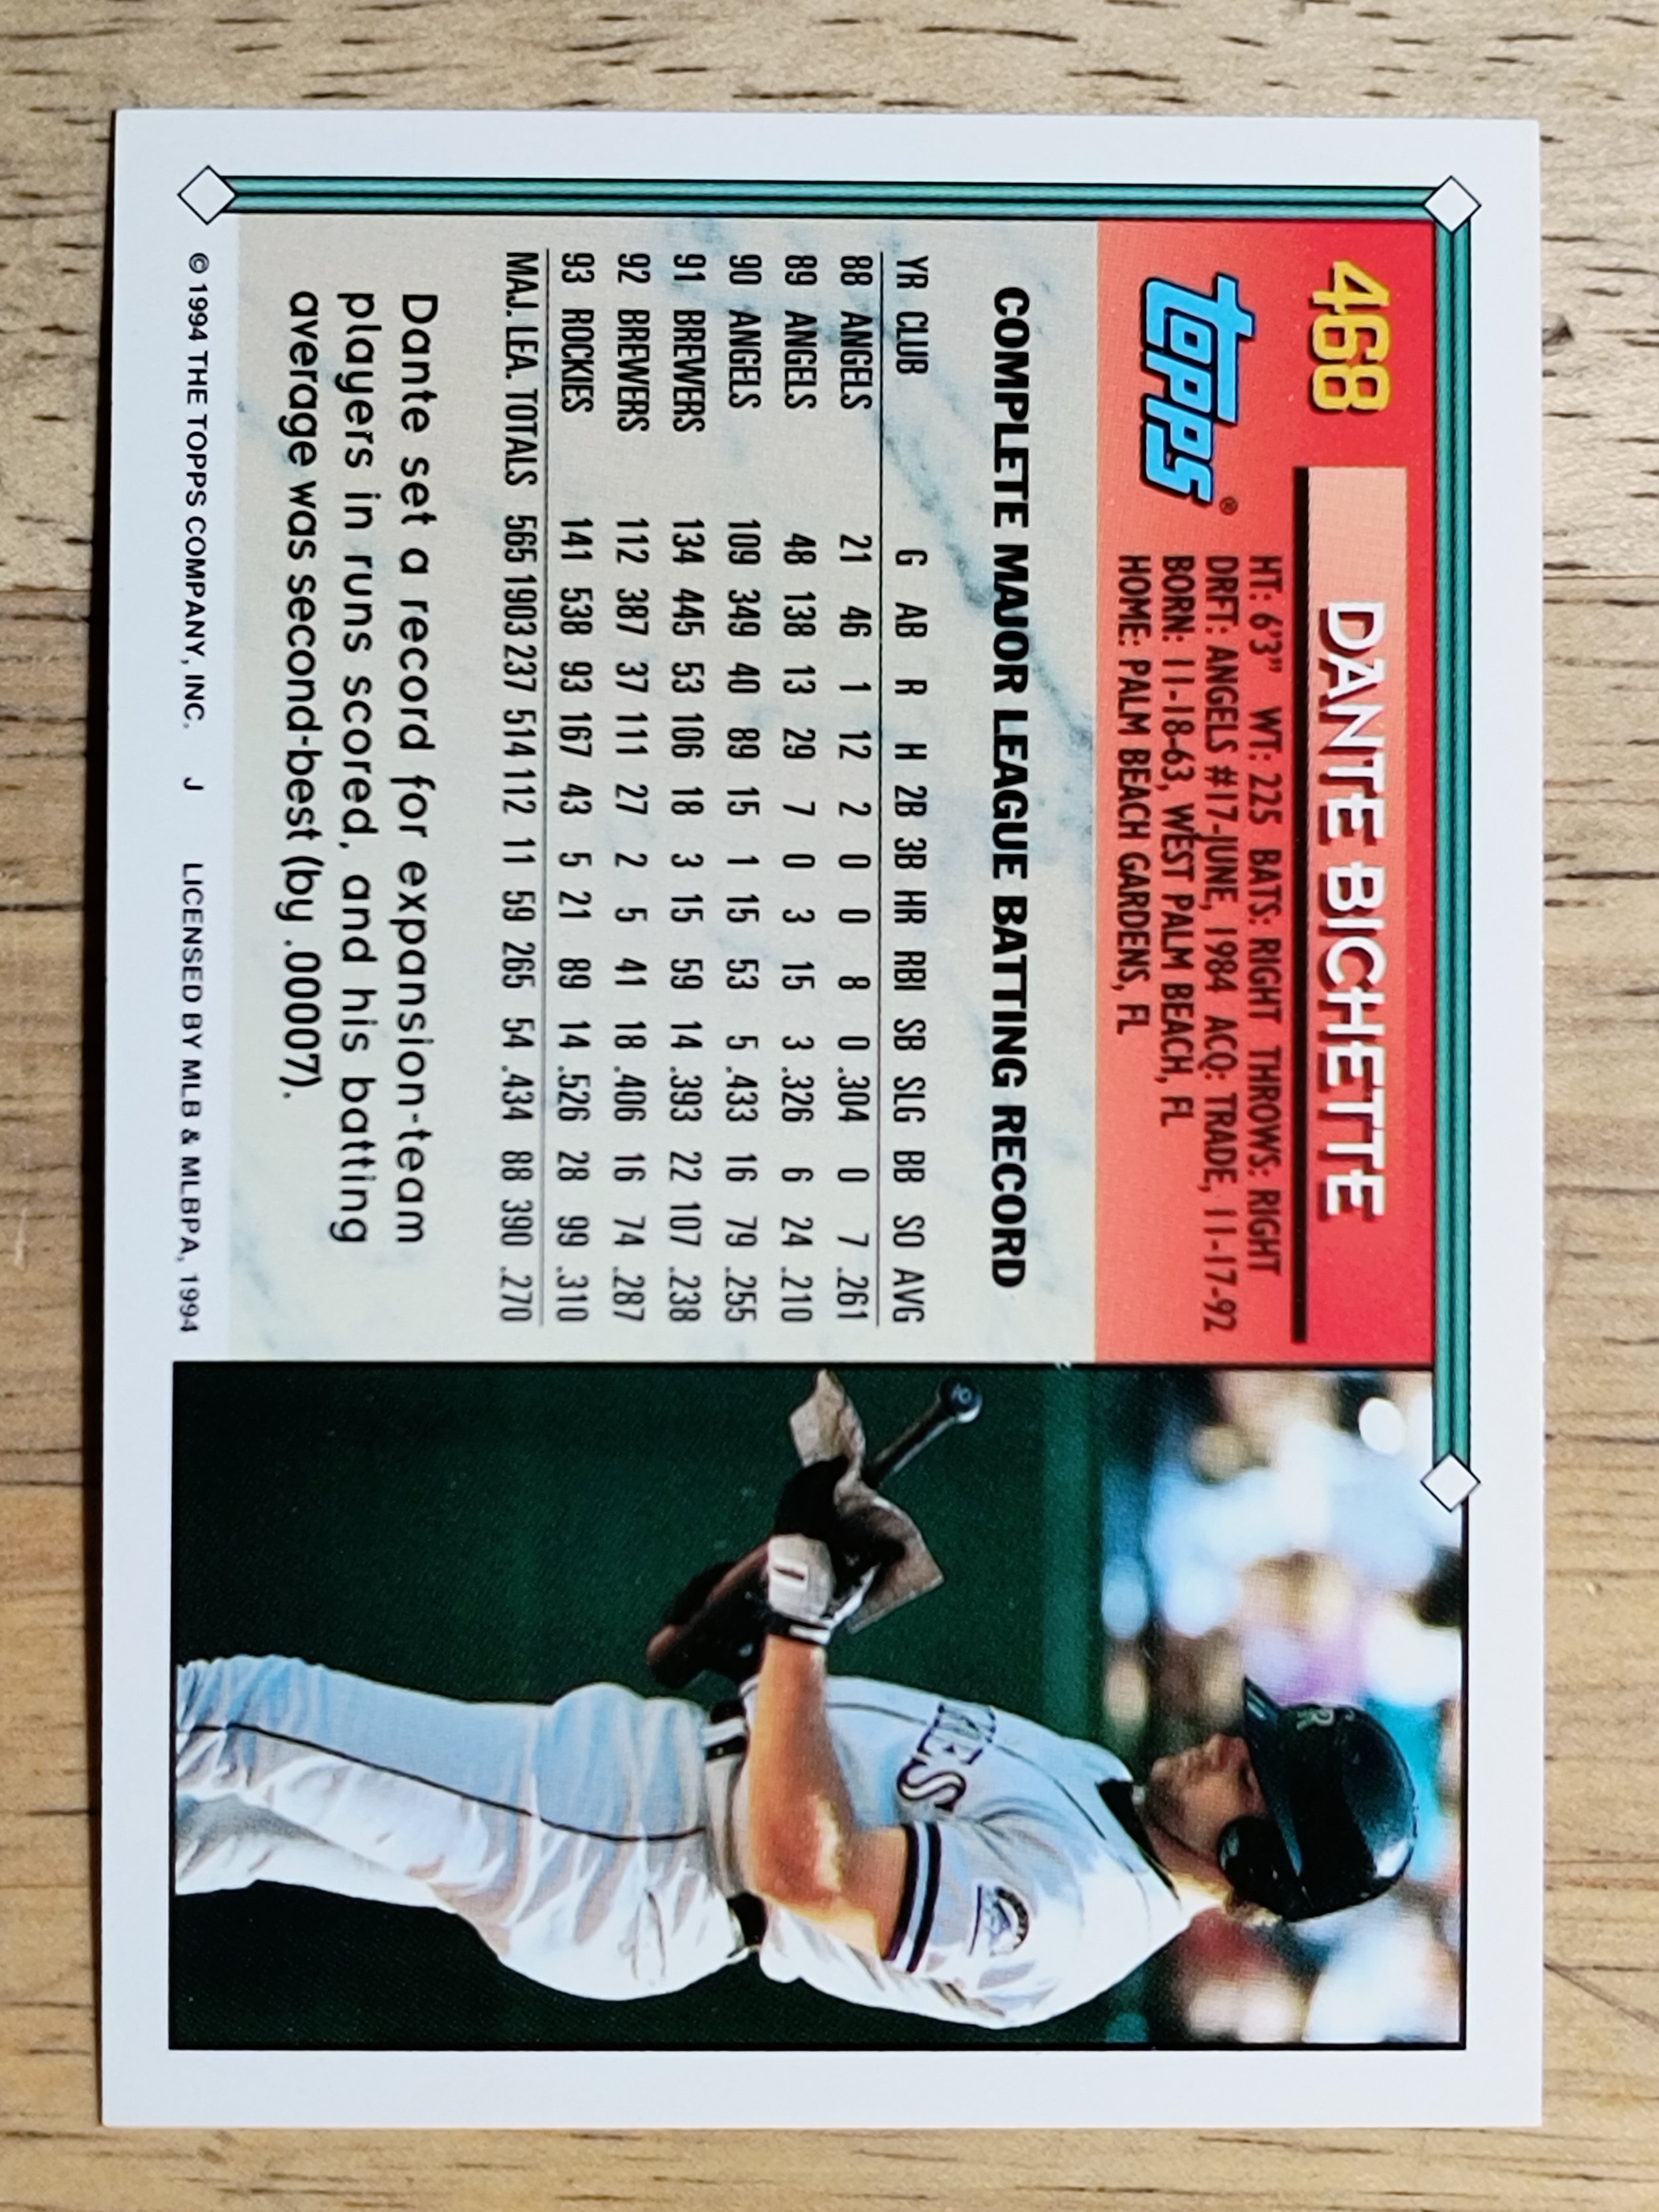 468 DANTE BICHETTE
topps®
HT: 6'3" WT: 225 BATS: RIGHT THROWS: RIGHT
DRFT: ANGELS #17-JUNE, 1984 ACQ: TRADE, 11-17-92
BORN: 11-18-63, WEST PALM BEACH, FL
HOME: PALM BEACH GARDENS, FL
COMPLETE MAJOR LEAGUE BATTING RECORD
YR CLUB G AB R H 2B 3B HR RBI SB SLG BB SO AVG
88 ANGELS 21 46 1 12 2 0 0 8 0 .304 0 7 .261
89 ANGELS 48 138 13 29 7 0 3 15 3 .326 6 24 .210
90 ANGELS 109 349 40 89 15 1 15 53 5 .433 16 79 .255
91 BREWERS 134 445 53 106 18 3 15 59 14 .393 22 107 .238
92 BREWERS 112 387 37 111 27 2 5 41 18 .406 16 74 .287
93 ROCKIES 141 538 93 167 43 5 21 89 14 .526 28 99 .310
MAJ. LEA. TOTALS 565 1903 237 514 112 11 59 265 54 .434 88 390 .270
Dante set a record for expansion-team
players in runs scored, and his batting
average was second-best (by .00007).
© 1994 THE TOPPS COMPANY, INC. J LICENSED BY MLB & MLBPA, 1994
CR
KIES